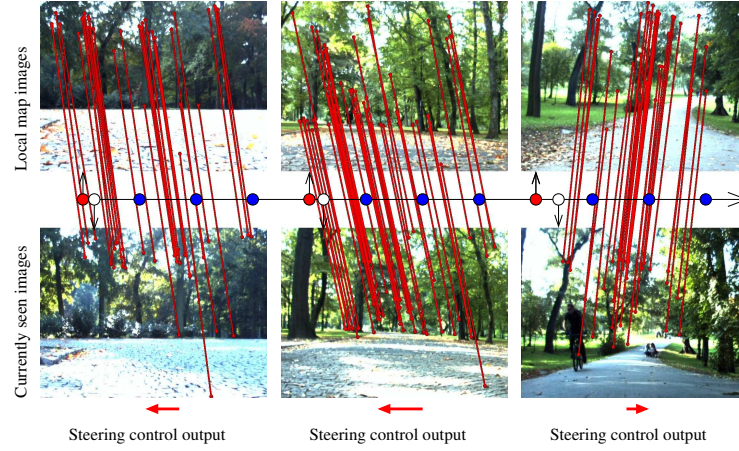 Local map images
Currently seen images
Steering control output
Steering control output
Steering control output